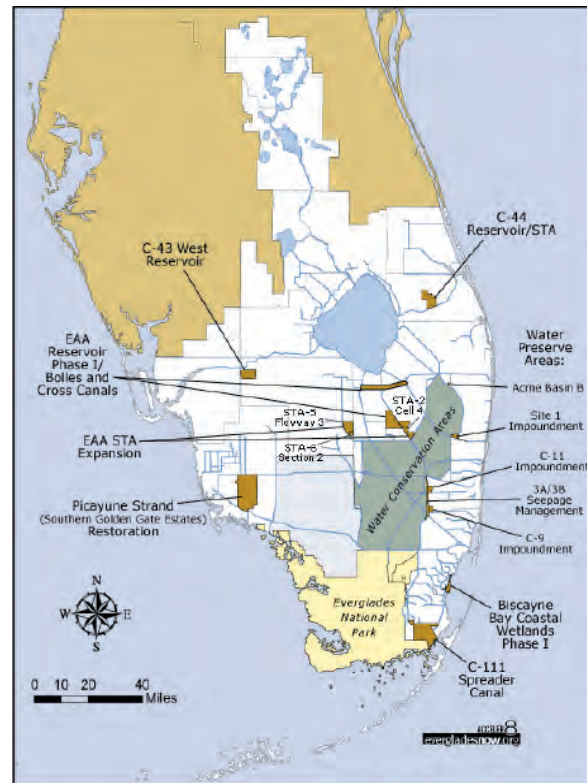 C-44
Reservoir/STA
C-43 West
Reservoir
EAA
Reservoir
Phase I/
Bolles and
Cross Canals
Water
Preserve
Areas:
Acme Basin B
STA-2
Cell 4
STA-5
Flowway 3
Site 1
Impoundment
EAA STA
Expansion
STA-6
Section 2
Water Conservation Areas
C-11
Impoundment
3A/3B
Seepage
Management
C-9
Impoundment
Picayune Strand
(Southern Golden Gate Estates)
Restoration
N
W
E
S
Everglades
National
Park
Biscayne
Bay Coastal
Wetlands
Phase I
C-111
Spreader
Canal
0 10 20 40
Miles
evergladesnow.org